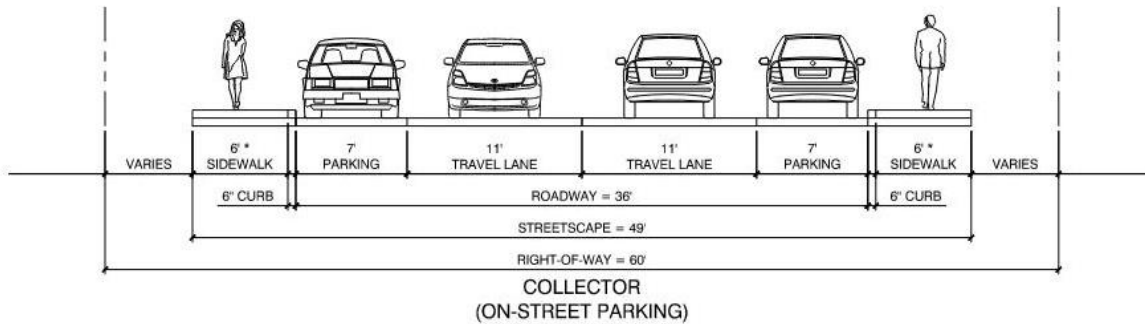 VARIES
6' *
SIDEWALK
7'
PARKING
11'
TRAVEL LANE
11'
TRAVEL LANE
7'
PARKING
6' *
SIDEWALK
VARIES
6" CURB
ROADWAY = 36'
6" CURB
STREETSCAPE = 49'
RIGHT-OF-WAY = 60'
COLLECTOR
(ON-STREET PARKING)